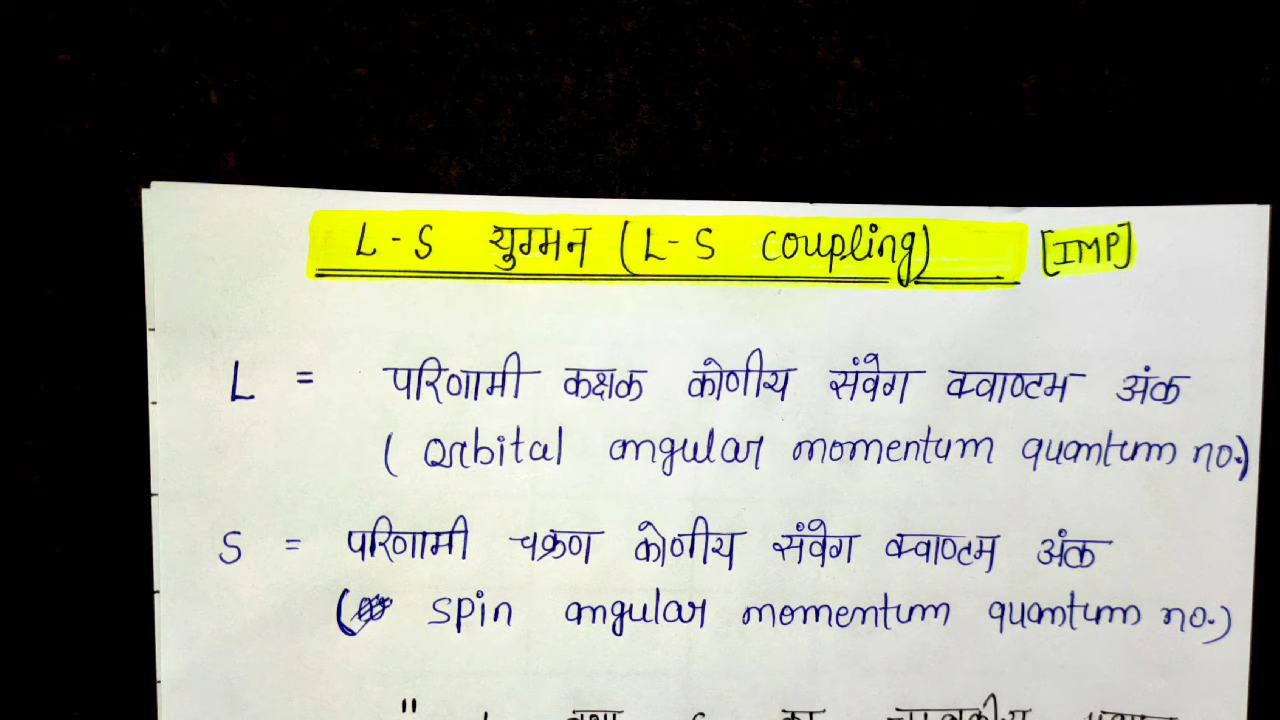 L - S युग्मन ( L - S coupling) [IMP]
L = परिणामी कक्षक कोणीय संवेग क्वाण्टम अंक
( Orbital angular momentum quantum no.)
S = परिणामी चक्रण कोणीय संवेग क्वाण्टम अंक
( spin angular momentum quantum no.)